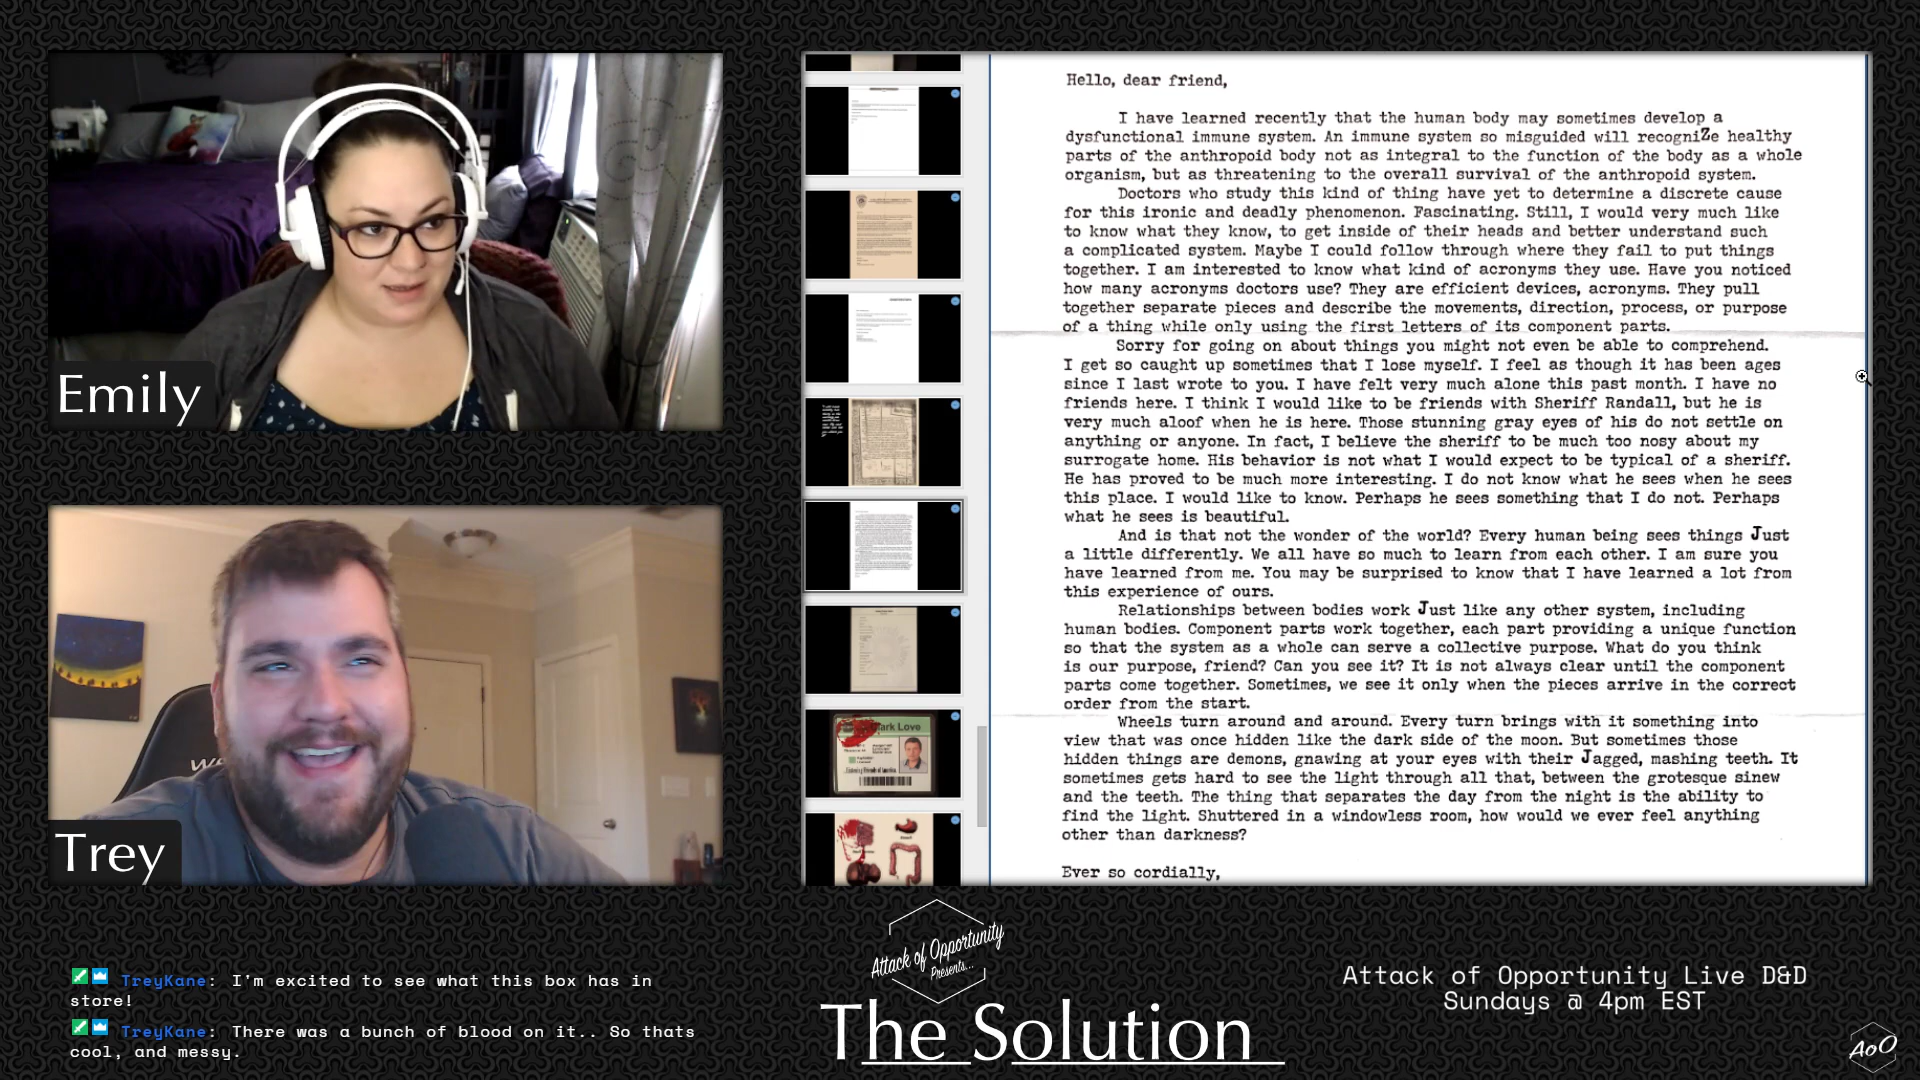 Emily
Trey
Hello, dear friend,
I have learned recently that the human body may sometimes develop a
dysfunctional immune system. An immune system so misguided will recogniZe healthy
parts of the anthropoid body not as integral to the function of the body as a whole
organism, but as threatening to the overall survival of the anthropoid system.
Doctors who study this kind of thing have yet to determine a discrete cause
for this ironic and deadly phenomenon. Fascinating. Still, I would very much like
to know what they know, to get inside of their heads and better understand such
a complicated system. Maybe I could follow through where they fail to put things
together. I am interested to know what kind of acronyms they use. Have you noticed
how many acronyms doctors use? They are efficient devices, acronyms. They pull
together separate pieces and describe the movements, direction, process, or purpose
of a thing while only using the first letters of its component parts.
Sorry for going on about things you might not even be able to comprehend.
I get so caught up sometimes that I lose myself. I feel as though it has been ages
since I last wrote to you. I have felt very much alone this past month. I have no
friends here. I think I would like to be friends with Sheriff Randall, but he is
very much aloof when he is here. Those stunning gray eyes of his do not settle on
anything or anyone. In fact, I believe the sheriff to be much too nosy about my
surrogate home. His behavior is not what I would expect to be typical of a sheriff.
He has proved to be much more interesting. I do not know what he sees when he sees
this place. I would like to know. Perhaps he sees something that I do not. Perhaps
what he sees is beautiful.
And is that not the wonder of the world? Every human being sees things Just
a little differently. We all have so much to learn from each other. I am sure you
have learned from me. You may be surprised to know that I have learned a lot from
this experience of ours.
Relationships between bodies work Just like any other system, including
human bodies. Component parts work together, each part providing a unique function
so that the system as a whole can serve a collective purpose. What do you think
is our purpose, friend? Can you see it? It is not always clear until the component
parts come together. Sometimes, we see it only when the pieces arrive in the correct
order from the start.
Wheels turn around and around. Every turn brings with it something into
view that was once hidden like the dark side of the moon. But sometimes those
hidden things are demons, gnawing at your eyes with their Jagged, mashing teeth. It
sometimes gets hard to see the light through all that, between the grotesque sinew
and the teeth. The thing that separates the day from the night is the ability to
find the light. Shuttered in a windowless room, how would we ever feel anything
other than darkness?
Ever so cordially,
ark Love
TreyKane: I'm excited to see what this box has in
store!
TreyKane: There was a bunch of blood on it.. So thats
cool, and messy.
Attack of Opportunity
Presents...
The Solution
Attack of Opportunity Live D&D
Sundays @ 4pm EST
AoO